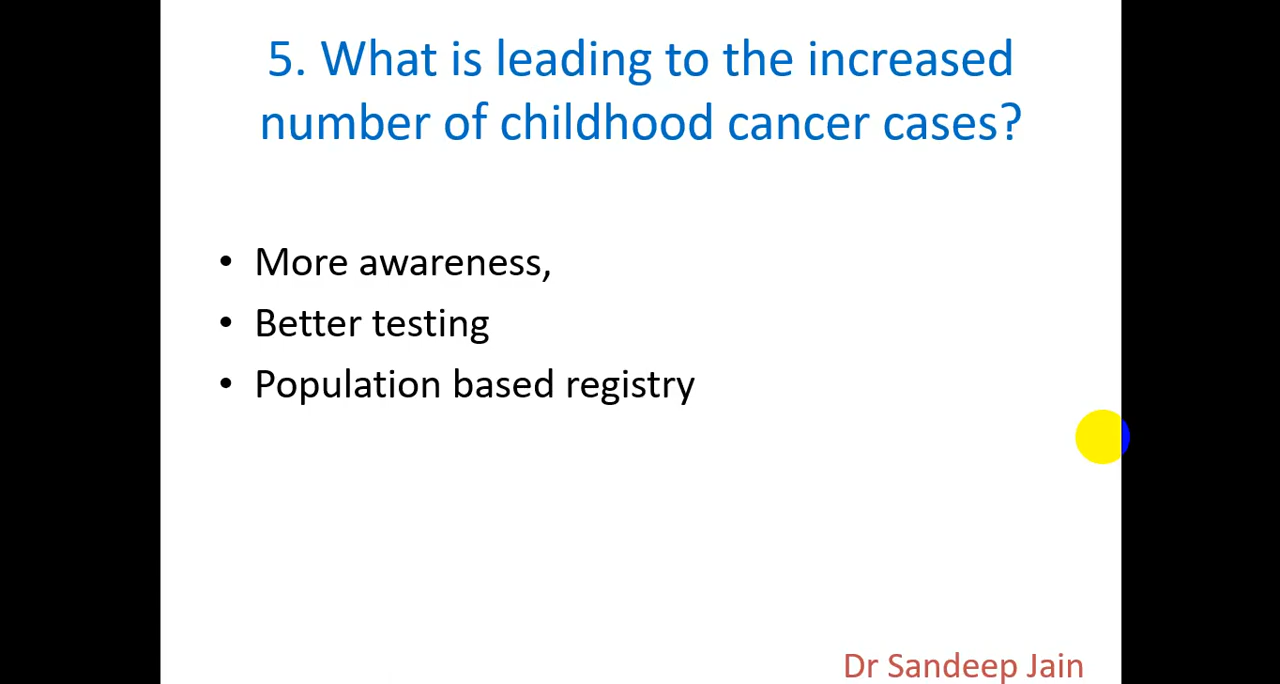 5. What is leading to the increased
number of childhood cancer cases?
• More awareness,
• Better testing
• Population based registry
Dr Sandeep Jain